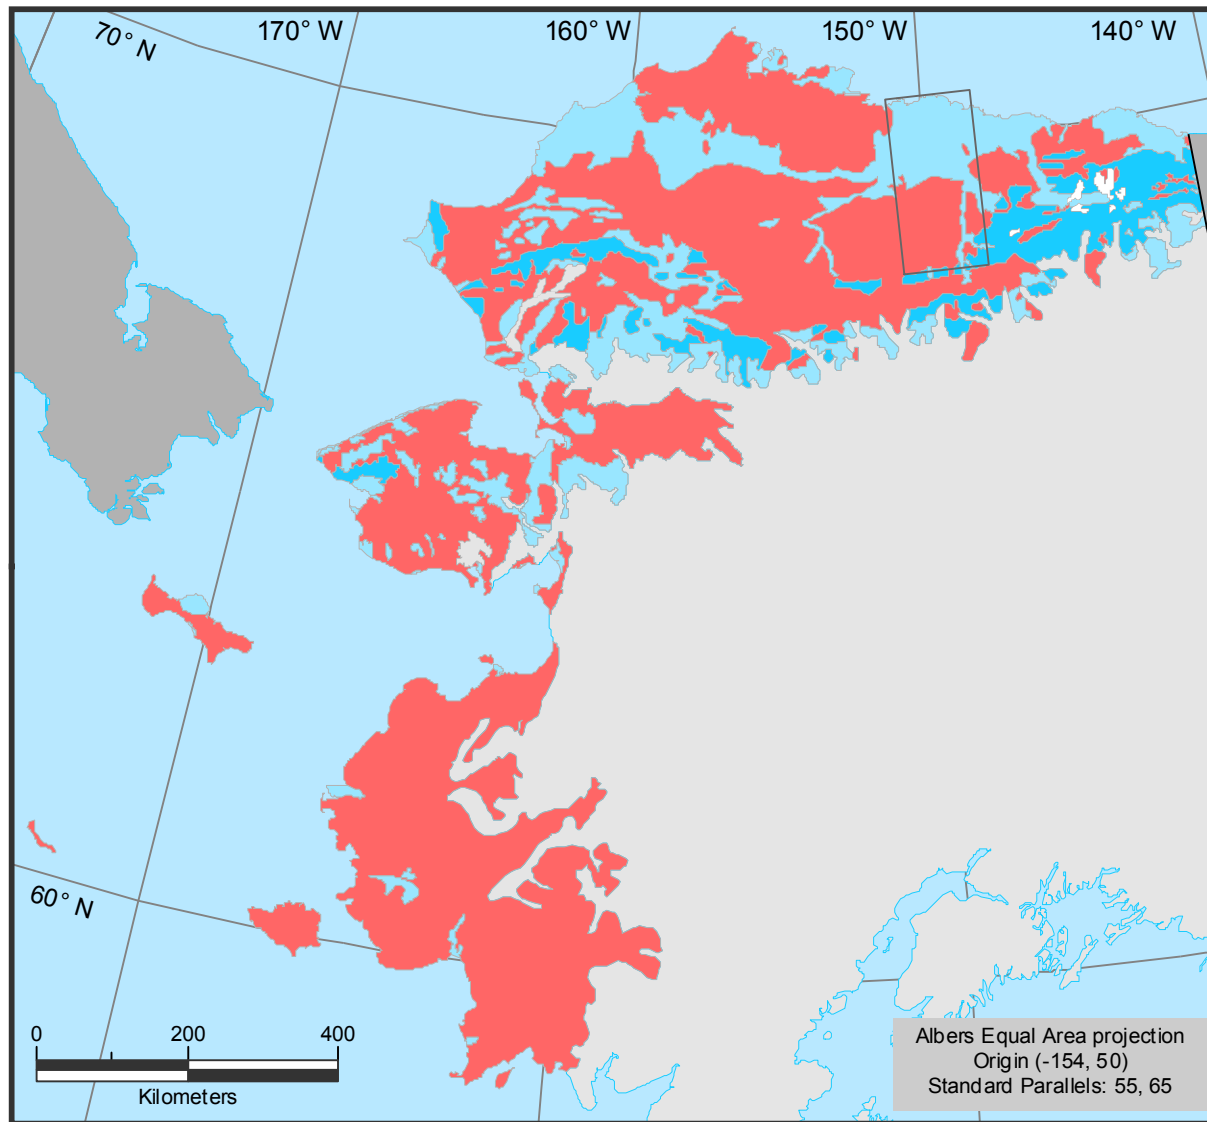 70° N
170° W
160° W
150° W
140° W
60° N
0 200 400
Kilometers
Albers Equal Area projection
Origin (-154, 50)
Standard Parallels: 55, 65